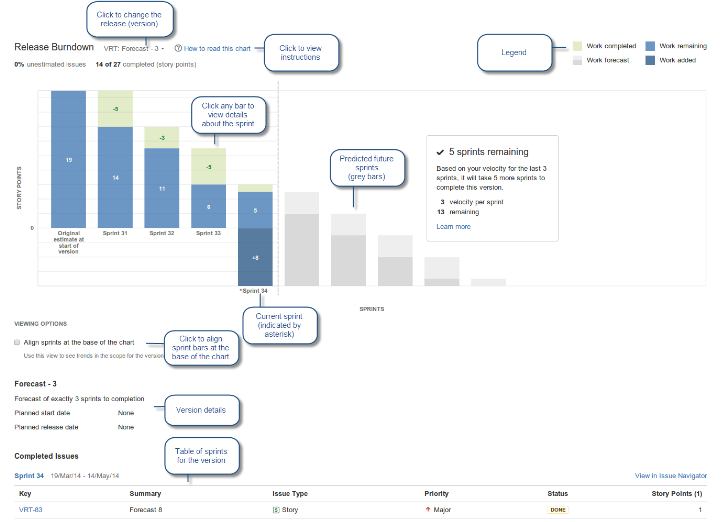 Click to change the
release (version)
Release Burndown VRT: Forecast - 3
How to read this chart
Click to view
instructions
Legend
Work completed
Work remaining
Work forecast
Work added
0% unestimated issues 14 of 27 completed (story points)
STORY POINTS
0
19
-5
14
-3
11
-3
6
5
+8
Click any bar to
view details
about the sprint
Predicted future
sprints
(grey bars)
5 sprints remaining
Based on your velocity for the last 3
sprints, it will take 5 more sprints to
complete this version.
3 velocity per sprint
13 remaining
Learn more
Original
estimate at
start of
version
Sprint 31
Sprint 32
Sprint 33
*Sprint 34
SPRINTS
Current sprint
(indicated by
asterisk)
VIEWING OPTIONS
Align sprints at the base of the chart
Use this view to see trends in the scope for the version
Click to align
sprint bars at the
base of the chart
Forecast - 3
Forecast of exactly 3 sprints to completion
Planned start date None
Planned release date None
Version details
Completed Issues
Table of sprints
for the version
Sprint 34 19/Mar/14 - 14/May/14
View in Issue Navigator
Key Summary Issue Type Priority Status Story Points (1)
VRT-83 Forecast 8 Story Major DONE 1